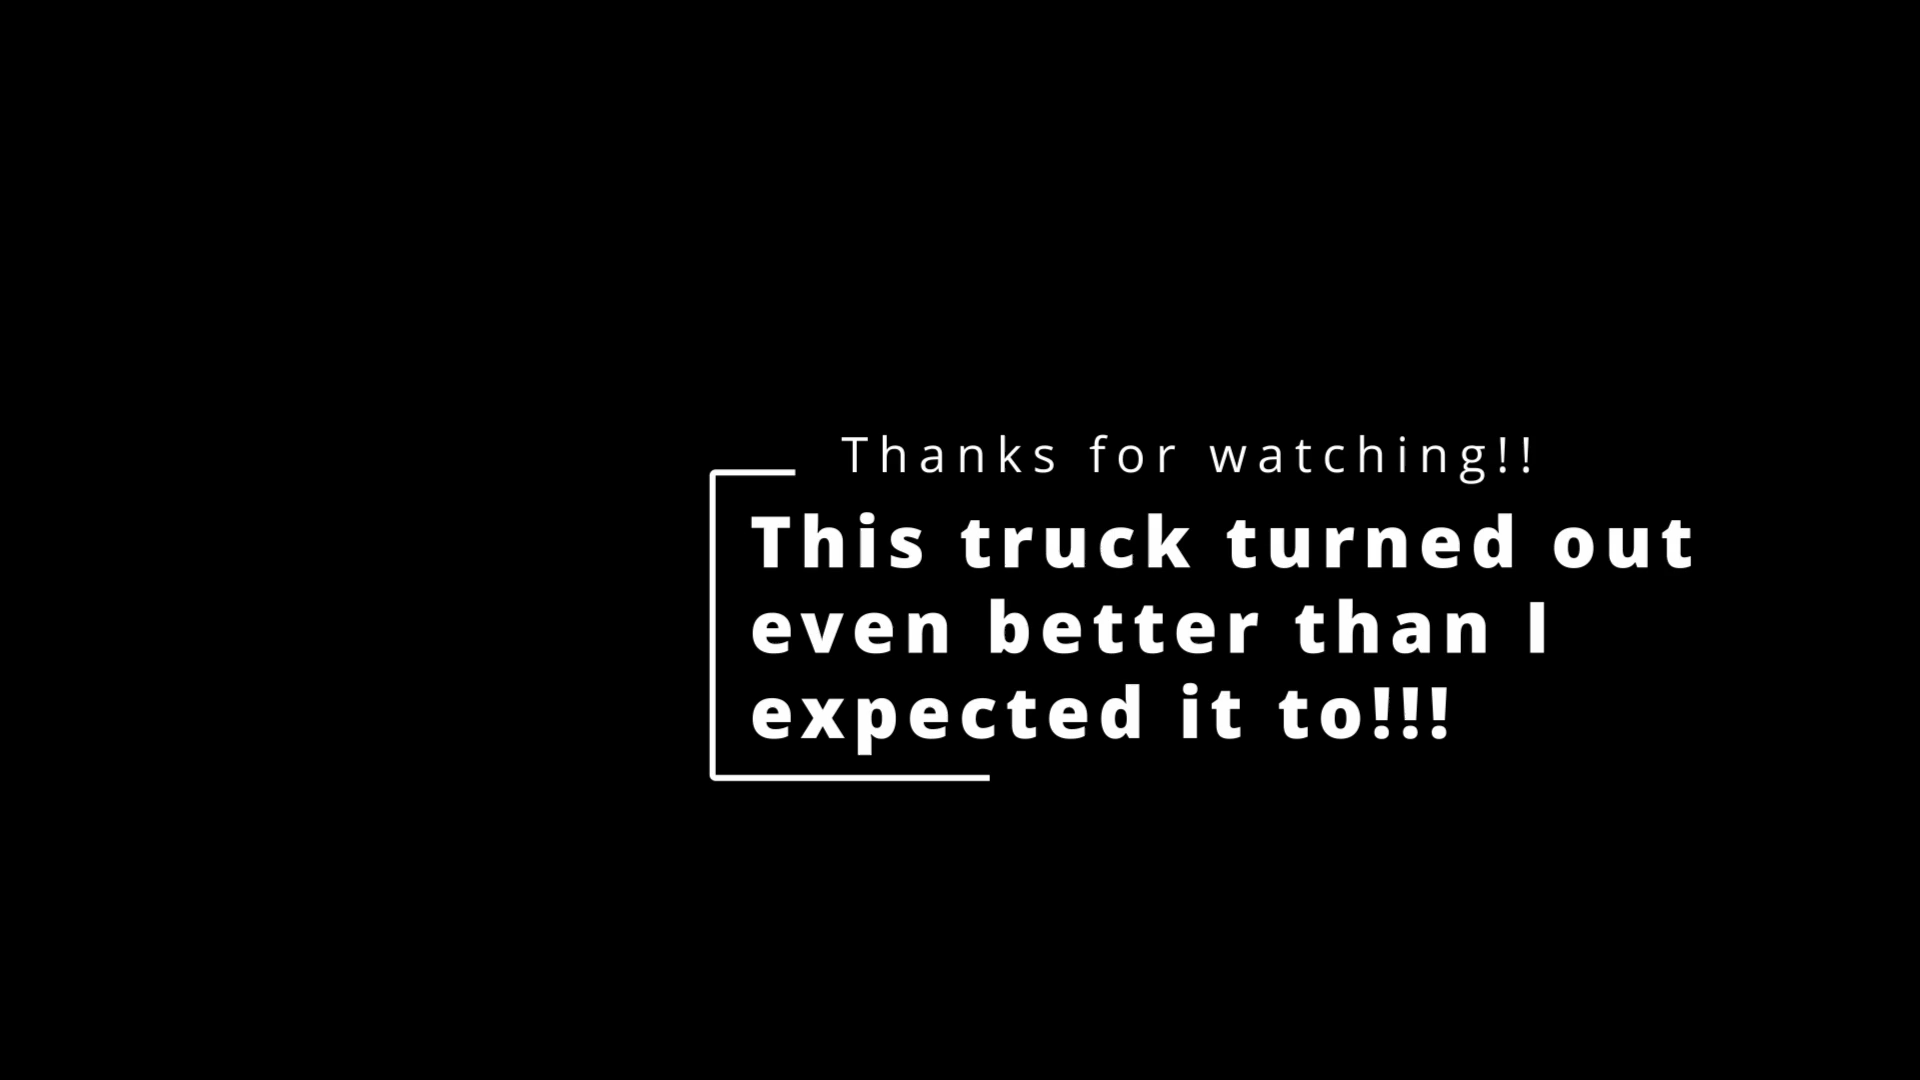 Thanks for watching!!
This truck turned out
even better than I
expected it to!!!